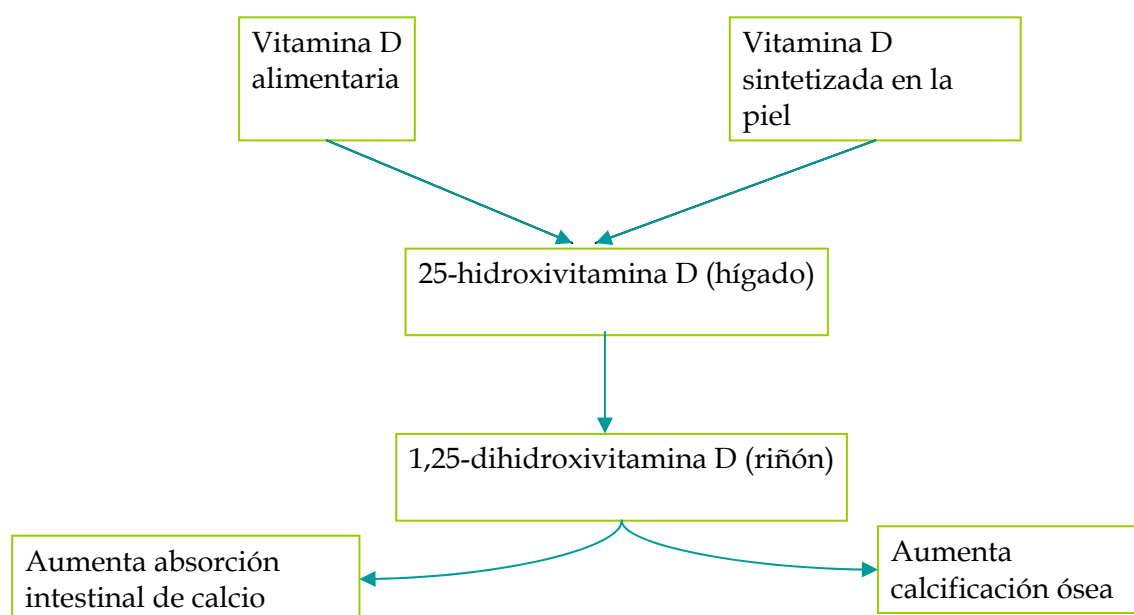 Vitamina D
alimentaria
Vitamina D
sintetizada en la
piel
25-hidroxivitamina D (hígado)
1,25-dihidroxivitamina D (riñón)
Aumenta absorción
intestinal de calcio
Aumenta
calcificación ósea